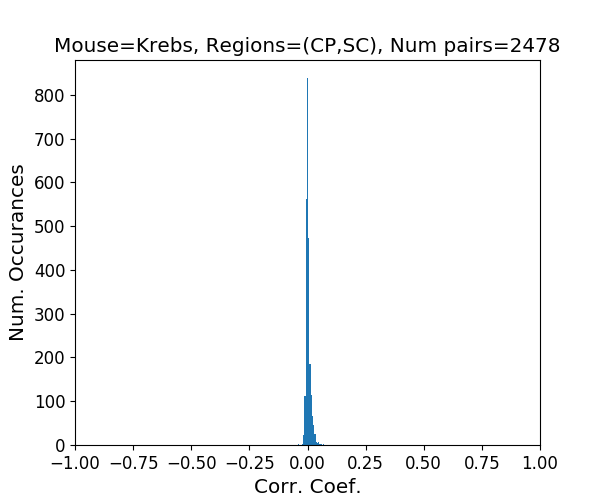 Mouse=Krebs, Regions=(CP,SC), Num pairs=2478
800
700
600
500
400
300
200
100
0
Num. Occurances
−1.00 −0.75 −0.50 −0.25 0.00 0.25 0.50 0.75 1.00
Corr. Coef.